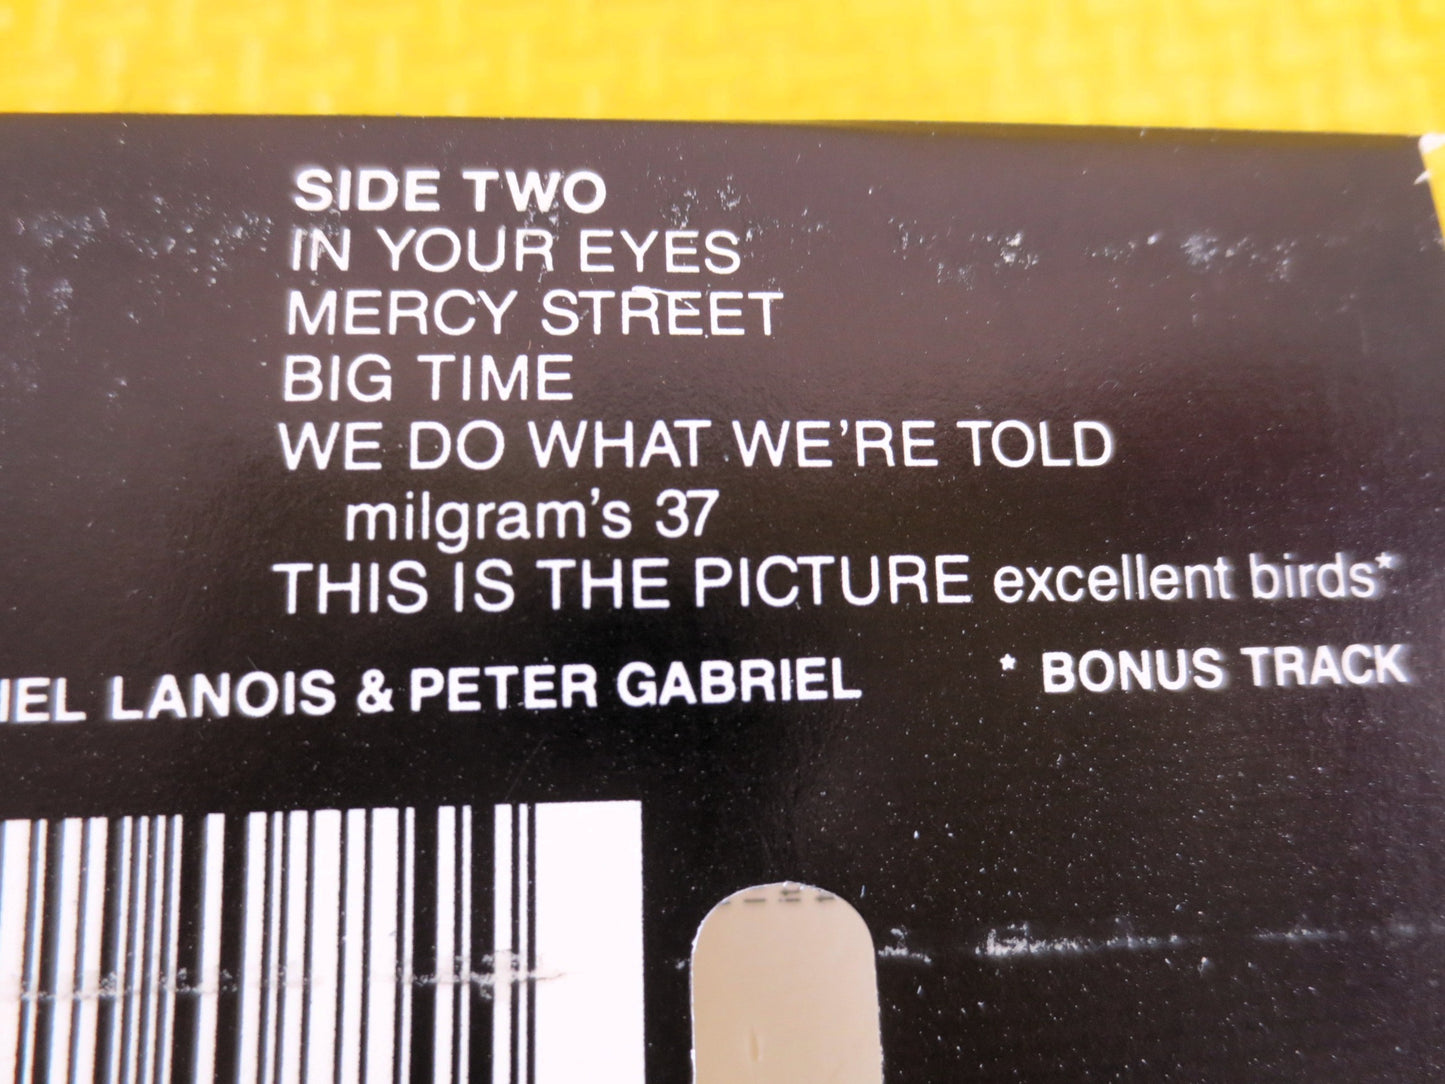 SIDE TWO
IN YOUR EYES
MERCY STREET
BIG TIME
WE DO WHAT WE'RE TOLD
milgram's 37
THIS IS THE PICTURE excellent birds*
IEL LANOIS & PETER GABRIEL
* BONUS TRACK